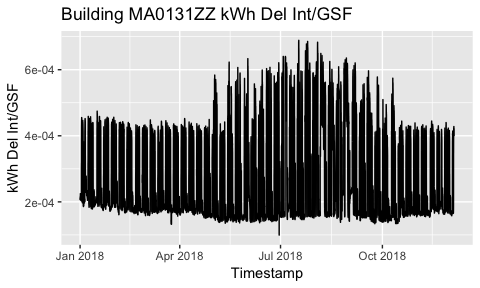 Building MA0131ZZ kWh Del Int/GSF
kWh Del Int/GSF
6e-04
4e-04
2e-04
Jan 2018 Apr 2018 Jul 2018 Oct 2018
Timestamp